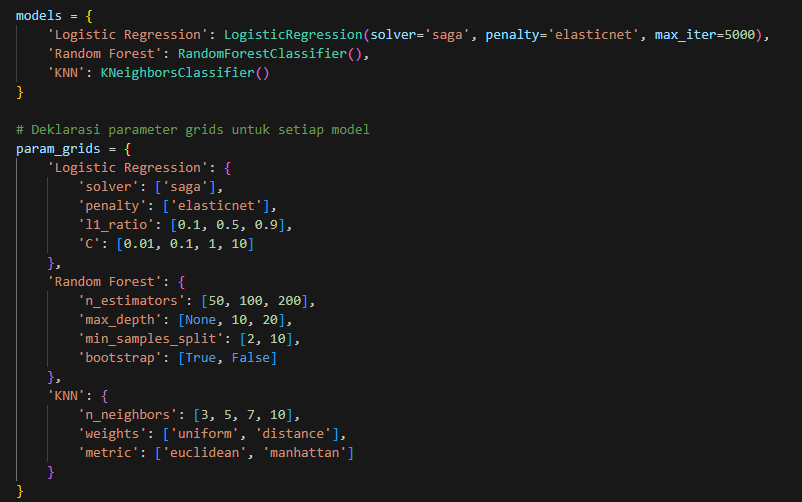 models = {
    'Logistic Regression': LogisticRegression(solver='saga', penalty='elasticnet', max_iter=5000),
    'Random Forest': RandomForestClassifier(),
    'KNN': KNeighborsClassifier()
}

# Deklarasi parameter grids untuk setiap model
param_grids = {
    'Logistic Regression': {
        'solver': ['saga'],
        'penalty': ['elasticnet'],
        'l1_ratio': [0.1, 0.5, 0.9],
        'C': [0.01, 0.1, 1, 10]
    },
    'Random Forest': {
        'n_estimators': [50, 100, 200],
        'max_depth': [None, 10, 20],
        'min_samples_split': [2, 10],
        'bootstrap': [True, False]
    },
    'KNN': {
        'n_neighbors': [3, 5, 7, 10],
        'weights': ['uniform', 'distance'],
        'metric': ['euclidean', 'manhattan']
    }
}